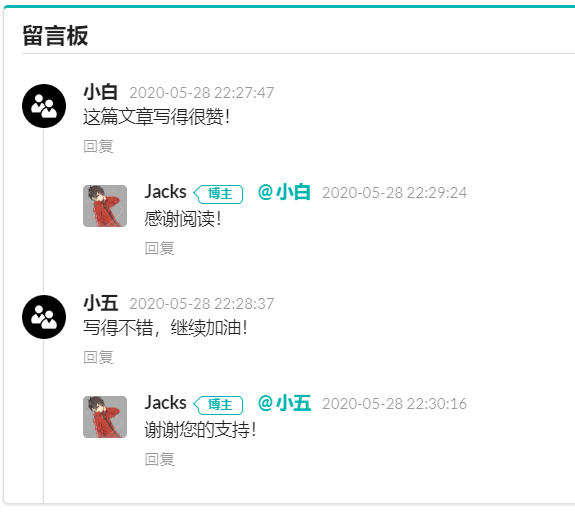 留言板
小白 2020-05-28 22:27:47
这篇文章写得很赞！
回复
Jacks 博主 @小白 2020-05-28 22:29:24
感谢阅读！
回复
小五 2020-05-28 22:28:37
写得不错，继续加油！
回复
Jacks 博主 @小五 2020-05-28 22:30:16
谢谢您的支持！
回复